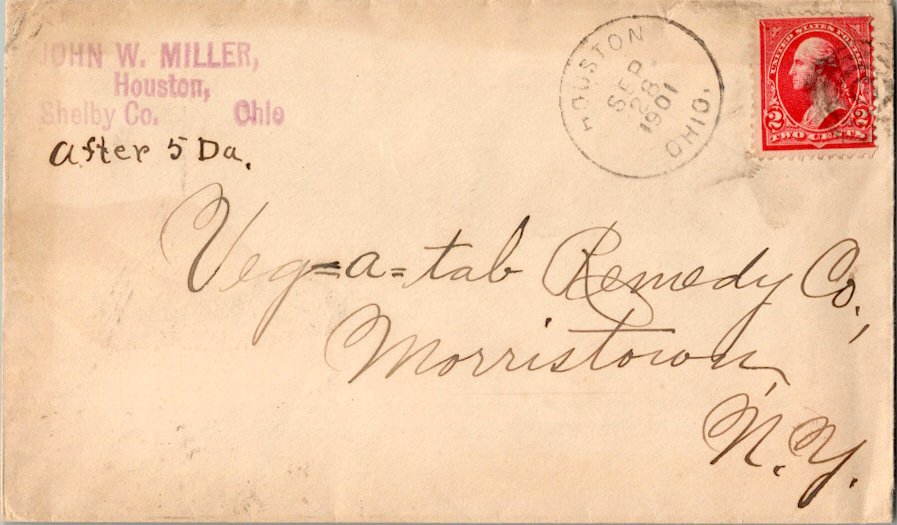 JOHN W. MILLER,
Houston,
Shelby Co. Ohio
After 5 Da.
HOUSTON OHIO.
SEP
28
1901
UNITED STATES POSTAGE
2 2
TWO CENTS
Veg=a=tab Remedy Co.,
Morristown,
N.Y.